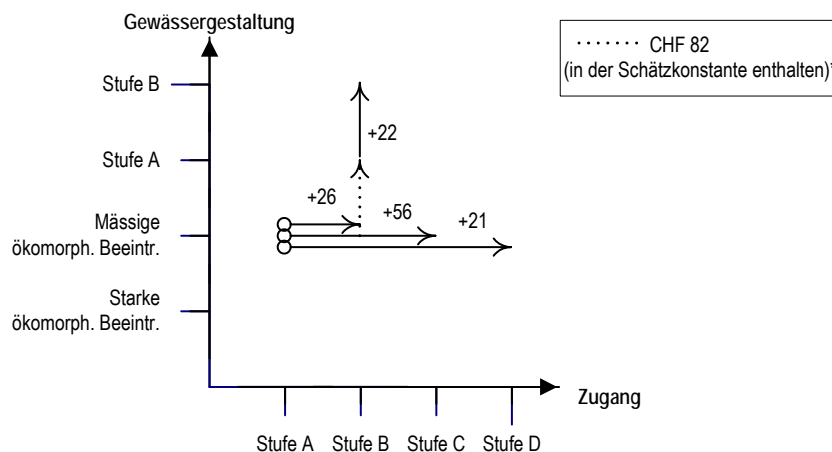 Gewässergestaltung
· · · · · · CHF 82
(in der Schätzkonstante enthalten)*
Stufe B
+22
Stufe A
+26
+56
+21
Mässige
ökomorph. Beeintr.
Starke
ökomorph. Beeintr.
Zugang
Stufe A Stufe B Stufe C Stufe D